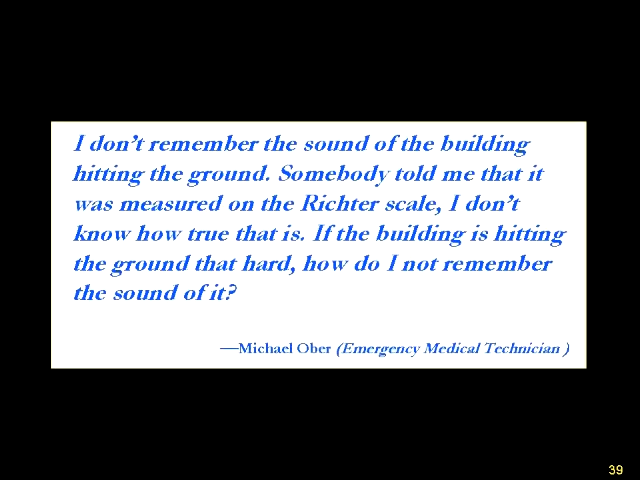 I don't remember the sound of the building
hitting the ground. Somebody told me that it
was measured on the Richter scale, I don't
know how true that is. If the building is hitting
the ground that hard, how do I not remember
the sound of it?
—Michael Ober (Emergency Medical Technician )
39